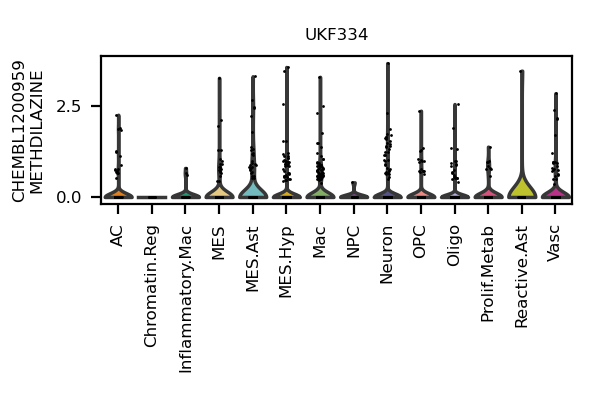 UKF334
CHEMBL1200959
METHDILAZINE
2.5
0.0
AC
Chromatin.Reg
Inflammatory.Mac
MES
MES.Ast
MES.Hyp
Mac
NPC
Neuron
OPC
Oligo
Prolif.Metab
Reactive.Ast
Vasc